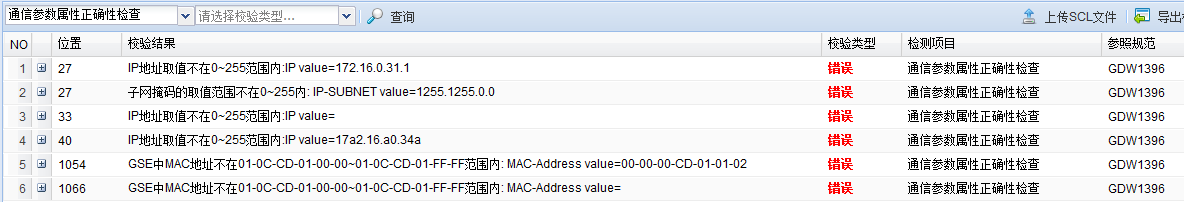 通信参数属性正确性检查 请选择校验类型... 查询 上传SCL文件 导出
NO 位置 校验结果 校验类型 检测项目 参照规范
1 27 IP地址取值不在0~255范围内:IP value=172.16.0.31.1 错误 通信参数属性正确性检查 GDW1396
2 27 子网掩码的取值范围不在0~255内: IP-SUBNET value=1255.1255.0.0 错误 通信参数属性正确性检查 GDW1396
3 33 IP地址取值不在0~255范围内:IP value= 错误 通信参数属性正确性检查 GDW1396
4 40 IP地址取值不在0~255范围内:IP value=17a2.16.a0.34a 错误 通信参数属性正确性检查 GDW1396
5 1054 GSE中MAC地址不在01-0C-CD-01-00-00~01-0C-CD-01-FF-FF范围内: MAC-Address value=00-00-00-CD-01-01-02 错误 通信参数属性正确性检查 GDW1396
6 1066 GSE中MAC地址不在01-0C-CD-01-00-00~01-0C-CD-01-FF-FF范围内: MAC-Address value= 错误 通信参数属性正确性检查 GDW1396